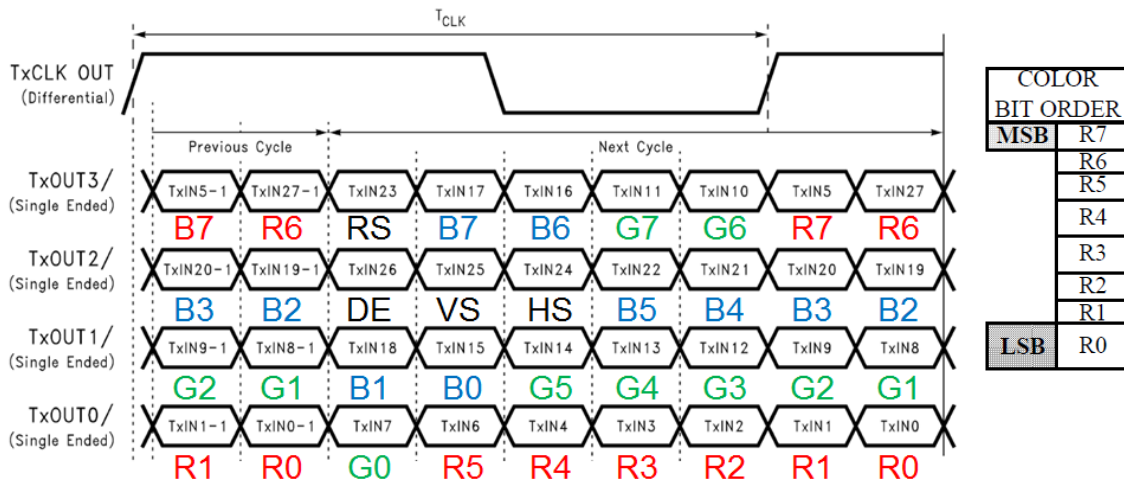 TCLK
TxCLK OUT
(Differential)
Previous Cycle Next Cycle
TxOUT3/
(Single Ended)
TxIN5-1 TxIN27-1 TxIN23 TxIN17 TxIN16 TxIN11 TxIN10 TxIN5 TxIN27
B7 R6 RS B7 B6 G7 G6 R7 R6
TxOUT2/
(Single Ended)
TxIN20-1 TxIN19-1 TxIN26 TxIN25 TxIN24 TxIN22 TxIN21 TxIN20 TxIN19
B3 B2 DE VS HS B5 B4 B3 B2
TxOUT1/
(Single Ended)
TxIN9-1 TxIN8-1 TxIN18 TxIN15 TxIN14 TxIN13 TxIN12 TxIN9 TxIN8
G2 G1 B1 B0 G5 G4 G3 G2 G1
TxOUT0/
(Single Ended)
TxIN1-1 TxIN0-1 TxIN7 TxIN6 TxIN4 TxIN3 TxIN2 TxIN1 TxIN0
R1 R0 G0 R5 R4 R3 R2 R1 R0
COLOR
BIT ORDER
MSB R7
R6
R5
R4
R3
R2
R1
LSB R0